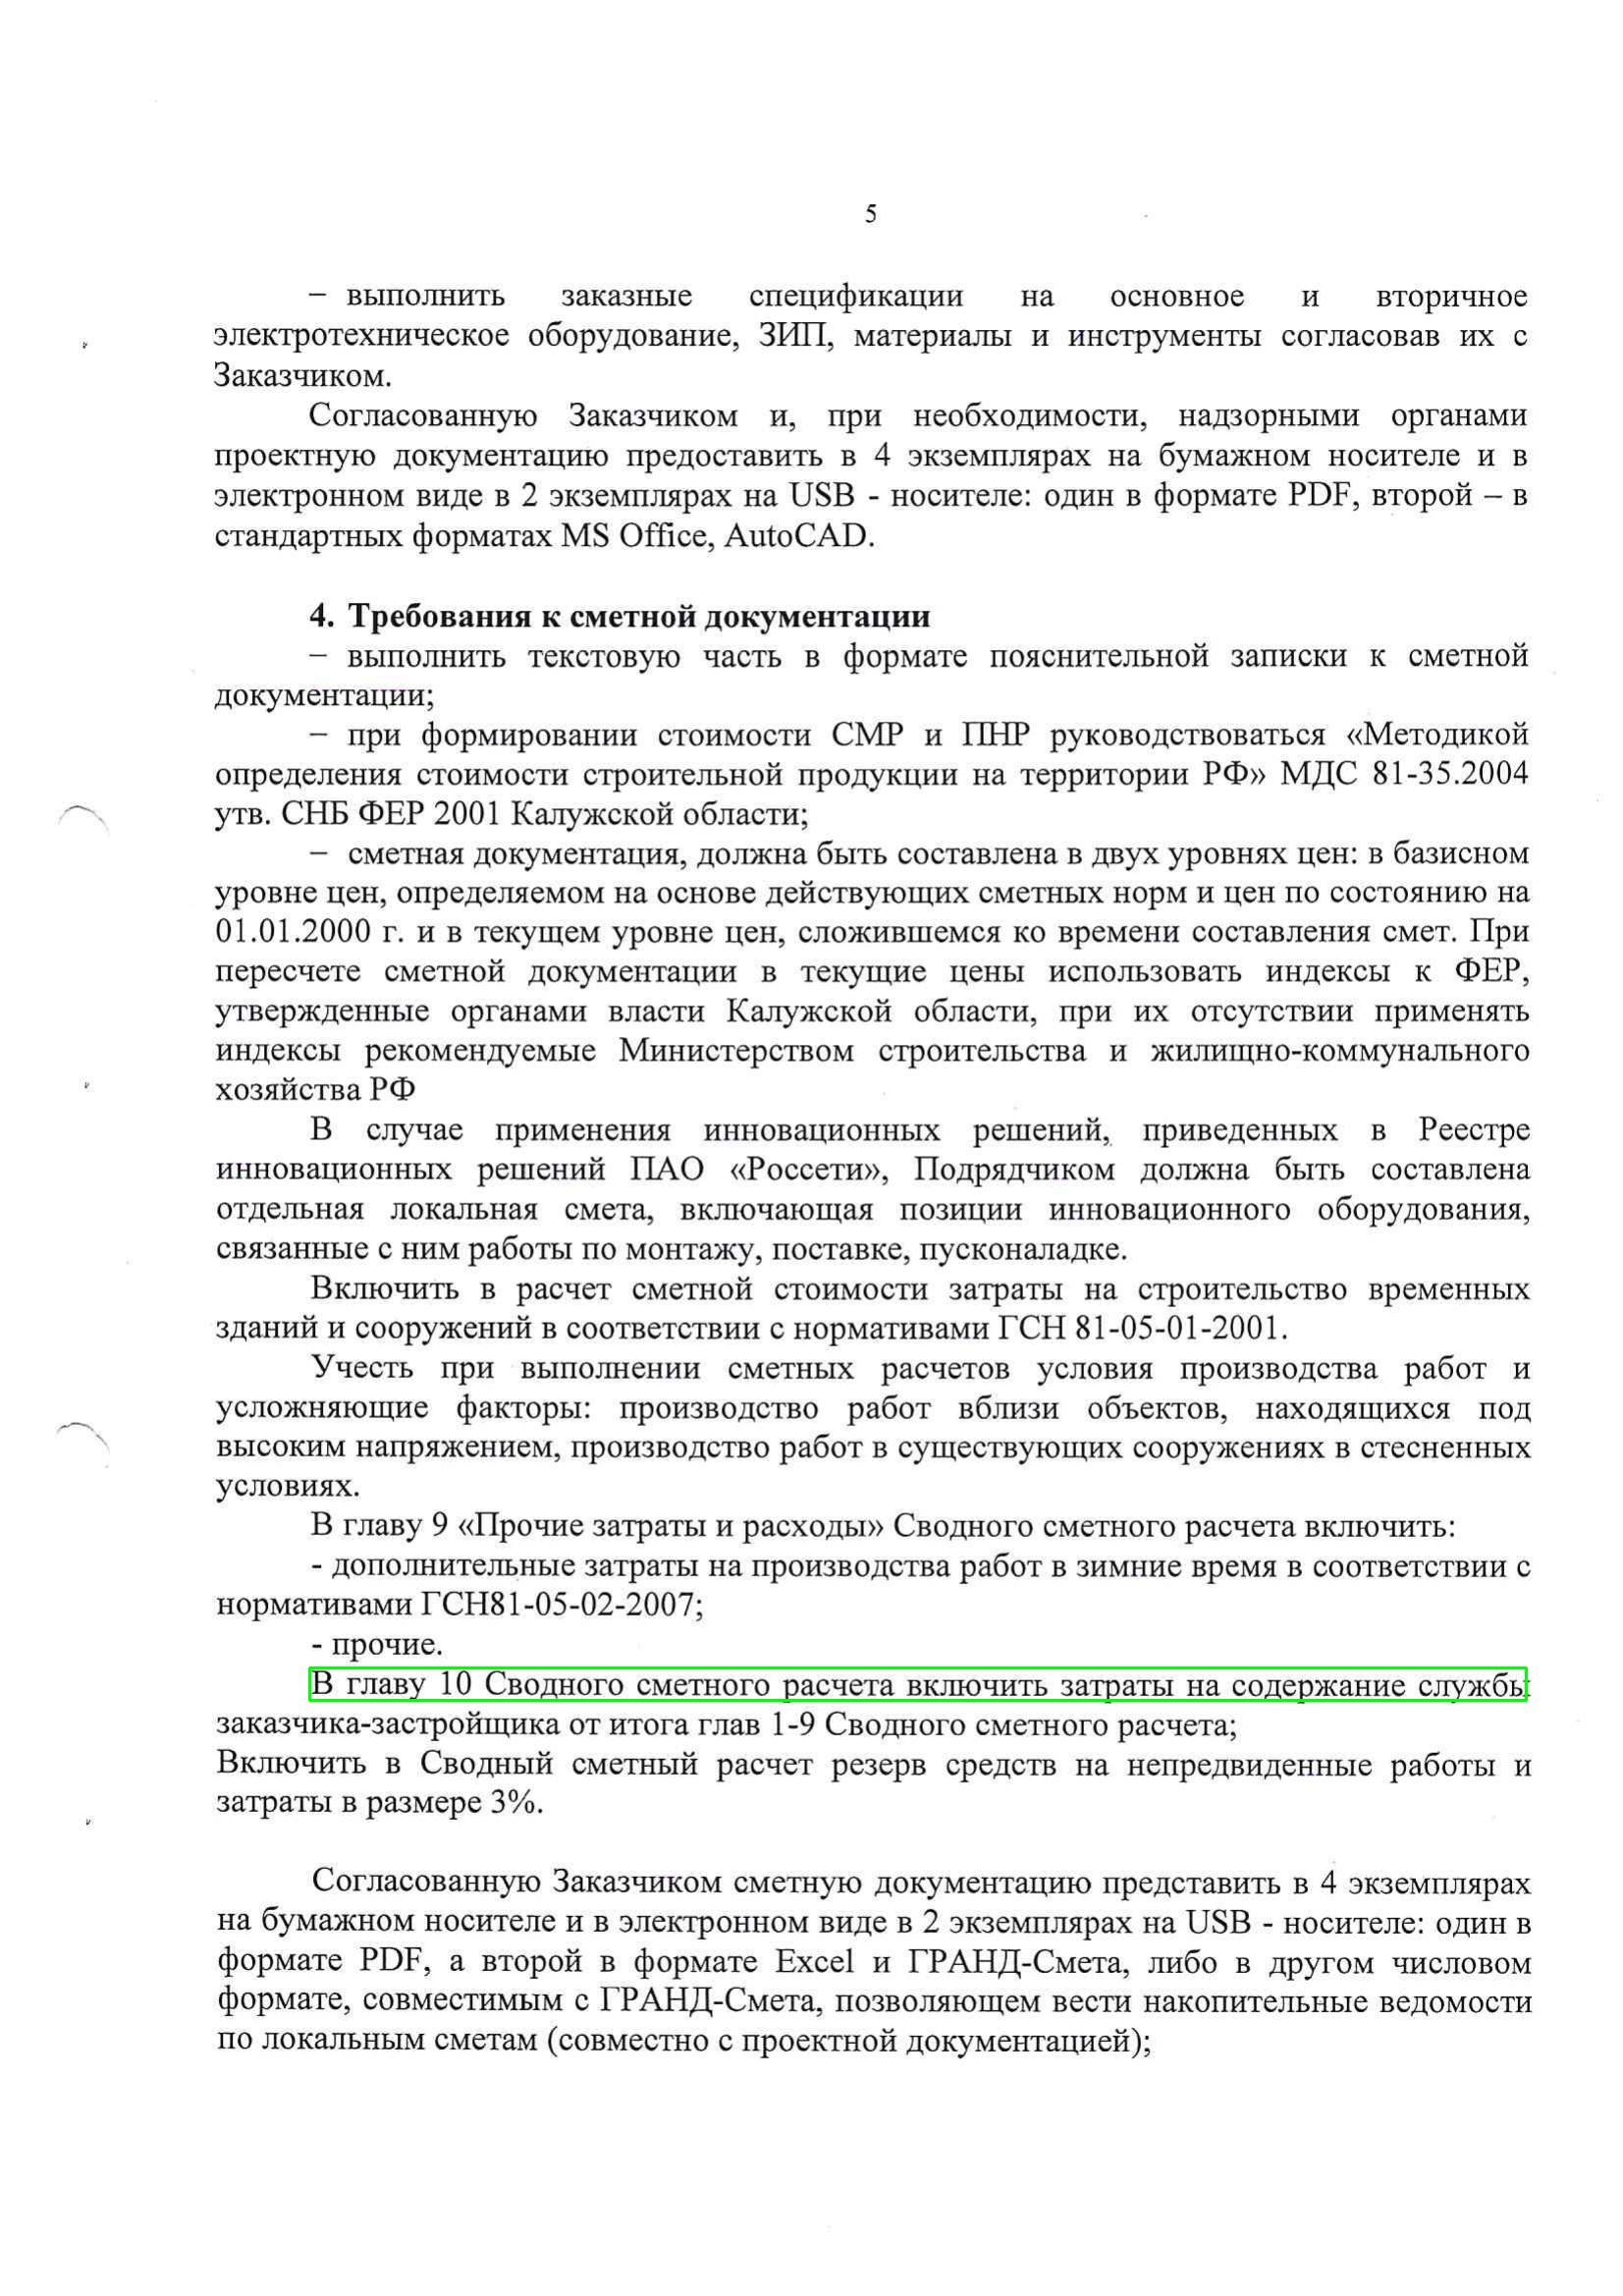 5
– выполнить заказные спецификации на основное и вторичное
электротехническое оборудование, ЗИП, материалы и инструменты согласовав их с
Заказчиком.
Согласованную Заказчиком и, при необходимости, надзорными органами
проектную документацию предоставить в 4 экземплярах на бумажном носителе и в
электронном виде в 2 экземплярах на USB - носителе: один в формате PDF, второй – в
стандартных форматах MS Office, AutoCAD.
4. Требования к сметной документации
– выполнить текстовую часть в формате пояснительной записки к сметной
документации;
– при формировании стоимости СМР и ПНР руководствоваться «Методикой
определения стоимости строительной продукции на территории РФ» МДС 81-35.2004
утв. СНБ ФЕР 2001 Калужской области;
– сметная документация, должна быть составлена в двух уровнях цен: в базисном
уровне цен, определяемом на основе действующих сметных норм и цен по состоянию на
01.01.2000 г. и в текущем уровне цен, сложившемся ко времени составления смет. При
пересчете сметной документации в текущие цены использовать индексы к ФЕР,
утвержденные органами власти Калужской области, при их отсутствии применять
индексы рекомендуемые Министерством строительства и жилищно-коммунального
хозяйства РФ
В случае применения инновационных решений, приведенных в Реестре
инновационных решений ПАО «Россети», Подрядчиком должна быть составлена
отдельная локальная смета, включающая позиции инновационного оборудования,
связанные с ним работы по монтажу, поставке, пусконаладке.
Включить в расчет сметной стоимости затраты на строительство временных
зданий и сооружений в соответствии с нормативами ГСН 81-05-01-2001.
Учесть при выполнении сметных расчетов условия производства работ и
усложняющие факторы: производство работ вблизи объектов, находящихся под
высоким напряжением, производство работ в существующих сооружениях в стесненных
условиях.
В главу 9 «Прочие затраты и расходы» Сводного сметного расчета включить:
- дополнительные затраты на производства работ в зимние время в соответствии с
нормативами ГСН81-05-02-2007;
- прочие.
В главу 10 Сводного сметного расчета включить затраты на содержание службы
заказчика-застройщика от итога глав 1-9 Сводного сметного расчета;
Включить в Сводный сметный расчет резерв средств на непредвиденные работы и
затраты в размере 3%.
Согласованную Заказчиком сметную документацию представить в 4 экземплярах
на бумажном носителе и в электронном виде в 2 экземплярах на USB - носителе: один в
формате PDF, а второй в формате Excel и ГРАНД-Смета, либо в другом числовом
формате, совместимым с ГРАНД-Смета, позволяющем вести накопительные ведомости
по локальным сметам (совместно с проектной документацией);